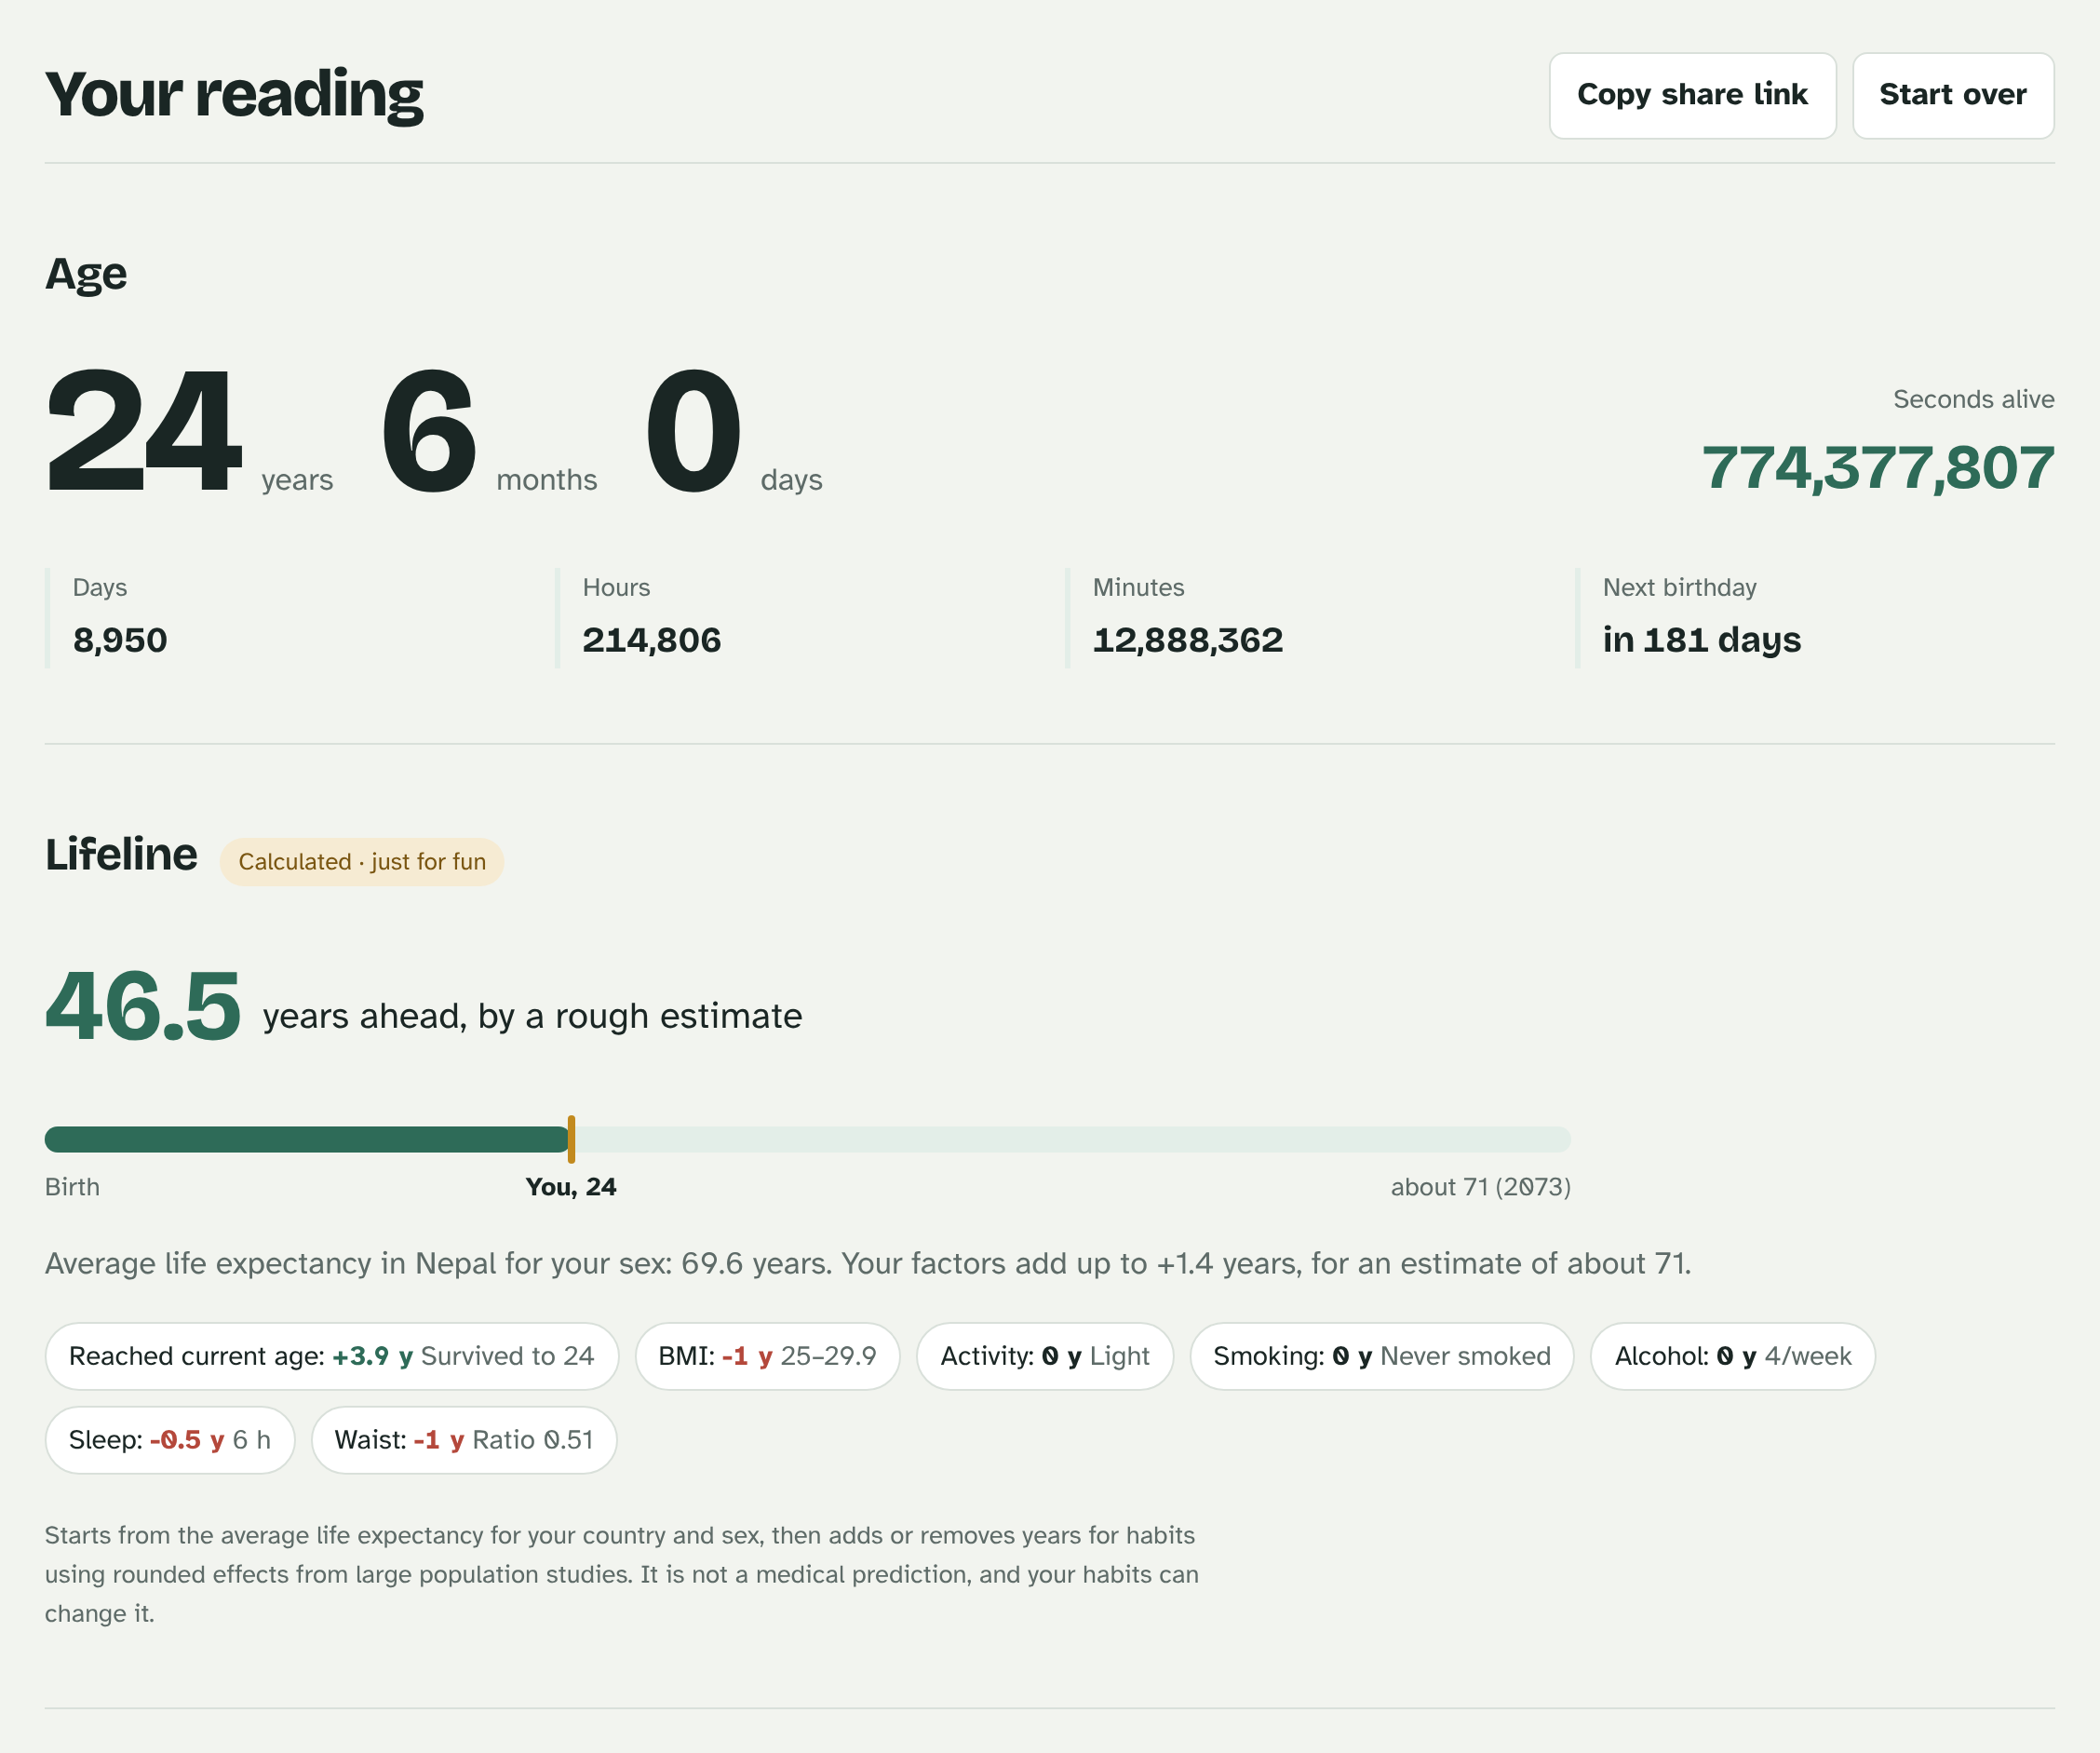 Your reading
Copy share link
Start over
Age
24 years 6 months 0 days
Seconds alive
774,377,807
Days
8,950
Hours
214,806
Minutes
12,888,362
Next birthday
in 181 days
Lifeline
Calculated · just for fun
46.5 years ahead, by a rough estimate
Birth
You, 24
about 71 (2073)
Average life expectancy in Nepal for your sex: 69.6 years. Your factors add up to +1.4 years, for an estimate of about 71.
Reached current age: +3.9 y Survived to 24
BMI: -1 y 25–29.9
Activity: 0 y Light
Smoking: 0 y Never smoked
Alcohol: 0 y 4/week
Sleep: -0.5 y 6 h
Waist: -1 y Ratio 0.51
Starts from the average life expectancy for your country and sex, then adds or removes years for habits
using rounded effects from large population studies. It is not a medical prediction, and your habits can
change it.